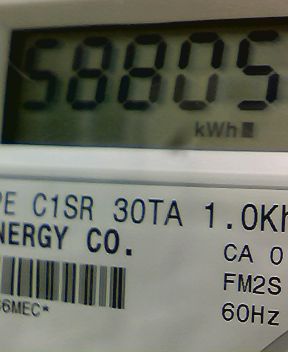 58805
kWh
PE C1SR 30TA 1.0Kh
NERGY CO.
CA 0
FM2S
60Hz
6MEC*